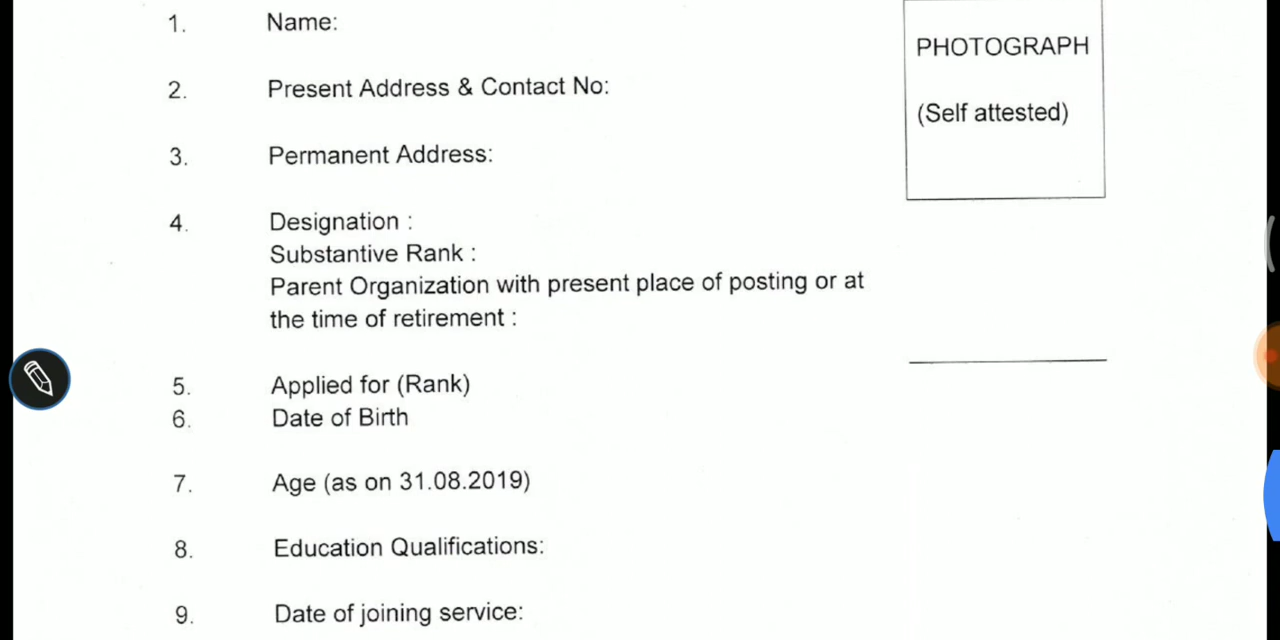 1. Name:
PHOTOGRAPH
2. Present Address & Contact No:
(Self attested)
3. Permanent Address:
4. Designation :
Substantive Rank :
Parent Organization with present place of posting or at
the time of retirement :
5. Applied for (Rank)
6. Date of Birth
7. Age (as on 31.08.2019)
8. Education Qualifications:
9. Date of joining service: